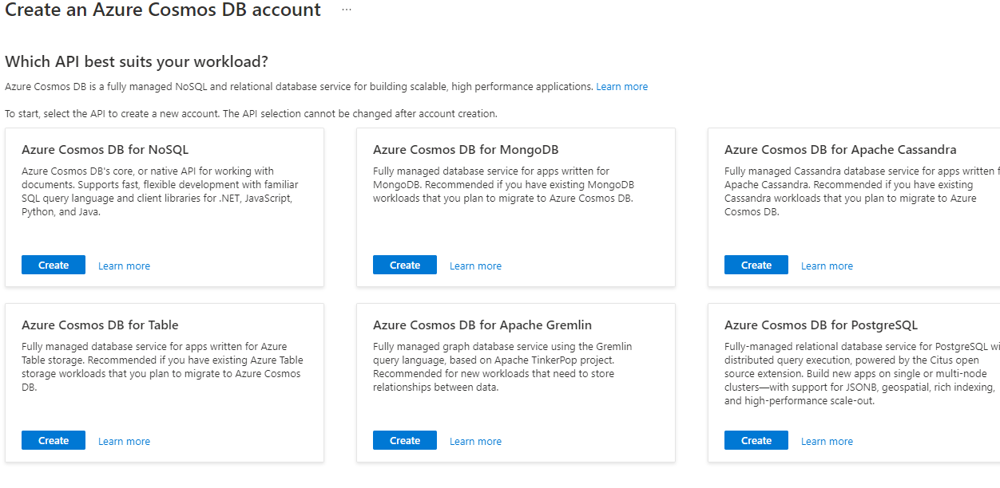 Create an Azure Cosmos DB account ...
Which API best suits your workload?
Azure Cosmos DB is a fully managed NoSQL and relational database service for building scalable, high performance applications. Learn more
To start, select the API to create a new account. The API selection cannot be changed after account creation.
Azure Cosmos DB for NoSQL
Azure Cosmos DB's core, or native API for working with
documents. Supports fast, flexible development with familiar
SQL query language and client libraries for .NET, JavaScript,
Python, and Java.
Create Learn more
Azure Cosmos DB for MongoDB
Fully managed database service for apps written for
MongoDB. Recommended if you have existing MongoDB
workloads that you plan to migrate to Azure Cosmos DB.
Create Learn more
Azure Cosmos DB for Apache Cassandra
Fully managed Cassandra database service for apps written
Apache Cassandra. Recommended if you have existing
Cassandra workloads that you plan to migrate to Azure
Cosmos DB.
Create Learn more
Azure Cosmos DB for Table
Fully managed database service for apps written for Azure
Table storage. Recommended if you have existing Azure Table
storage workloads that you plan to migrate to Azure Cosmos
DB.
Create Learn more
Azure Cosmos DB for Apache Gremlin
Fully managed graph database service using the Gremlin
query language, based on Apache TinkerPop project.
Recommended for new workloads that need to store
relationships between data.
Create Learn more
Azure Cosmos DB for PostgreSQL
Fully-managed relational database service for PostgreSQL
distributed query execution, powered by the Citus open
source extension. Build new apps on single or multi-node
clusters—with support for JSONB, geospatial, rich indexing,
and high-performance scale-out.
Create Learn more